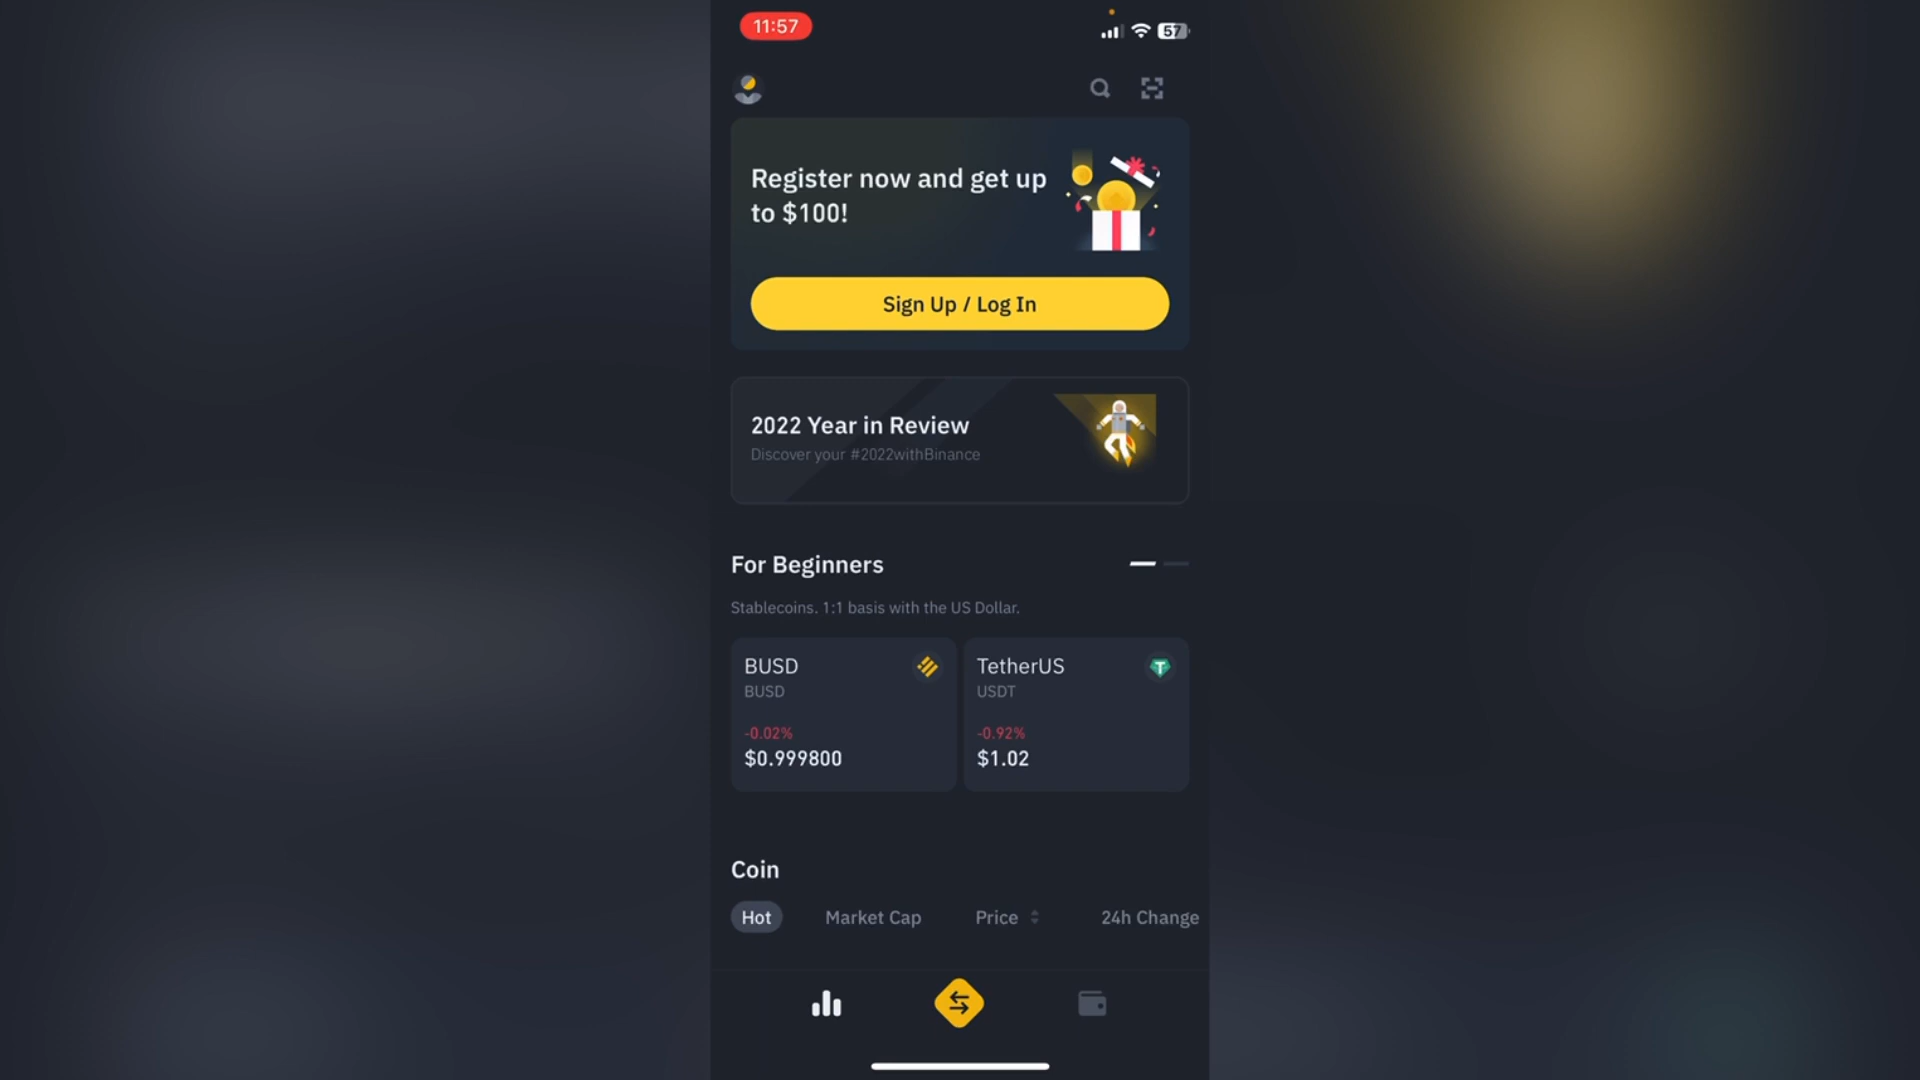 11:57
57
Register now and get up
to $100!
Sign Up / Log In
2022 Year in Review
Discover your #2022withBinance
For Beginners
Stablecoins. 1:1 basis with the US Dollar.
BUSD
BUSD
-0.02%
$0.999800
TetherUS
USDT
-0.92%
$1.02
Coin
Hot Market Cap Price 24h Change